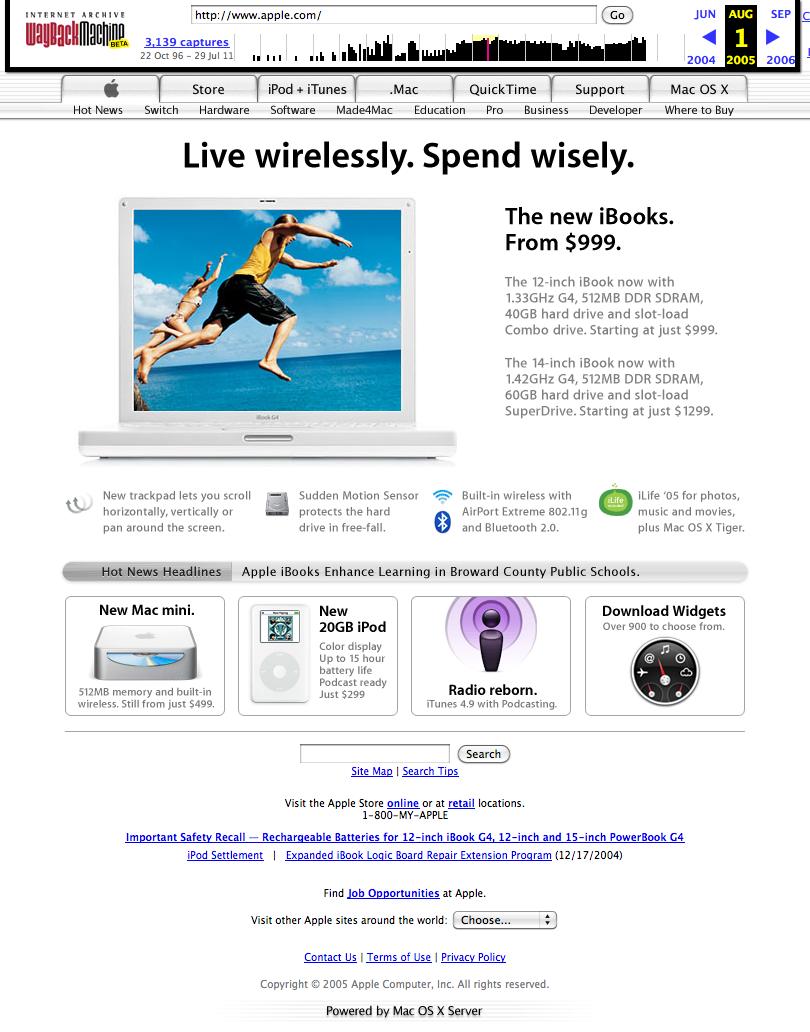 INTERNET ARCHIVE
WayBackMachine
BETA
http://www.apple.com/
Go
JUN
AUG
SEP
3,139 captures
22 Oct 96 – 29 Jul 11
1
2004
2005
2006
Store
iPod + iTunes
.Mac
QuickTime
Support
Mac OS X
Hot News
Switch
Hardware
Software
Made4Mac
Education
Pro
Business
Developer
Where to Buy
Live wirelessly. Spend wisely.
The new iBooks.
From $999.
The 12-inch iBook now with
1.33GHz G4, 512MB DDR SDRAM,
40GB hard drive and slot-load
Combo drive. Starting at just $999.
The 14-inch iBook now with
1.42GHz G4, 512MB DDR SDRAM,
60GB hard drive and slot-load
SuperDrive. Starting at just $1299.
iBook G4
New trackpad lets you scroll
horizontally, vertically or
pan around the screen.
Sudden Motion Sensor
protects the hard
drive in free-fall.
Built-in wireless with
AirPort Extreme 802.11g
and Bluetooth 2.0.
iLife
iLife ’05 for photos,
music and movies,
plus Mac OS X Tiger.
Hot News Headlines
Apple iBooks Enhance Learning in Broward County Public Schools.
New Mac mini.
512MB memory and built-in
wireless. Still from just $499.
New
20GB iPod
Color display
Up to 15 hour
battery life
Podcast ready
Just $299
Radio reborn.
iTunes 4.9 with Podcasting.
Download Widgets
Over 900 to choose from.
Search
Site Map | Search Tips
Visit the Apple Store online or at retail locations.
1-800-MY-APPLE
Important Safety Recall — Rechargeable Batteries for 12-inch iBook G4, 12-inch and 15-inch PowerBook G4
iPod Settlement | Expanded iBook Logic Board Repair Extension Program (12/17/2004)
Find Job Opportunities at Apple.
Visit other Apple sites around the world: Choose...
Contact Us | Terms of Use | Privacy Policy
Copyright © 2005 Apple Computer, Inc. All rights reserved.
Powered by Mac OS X Server